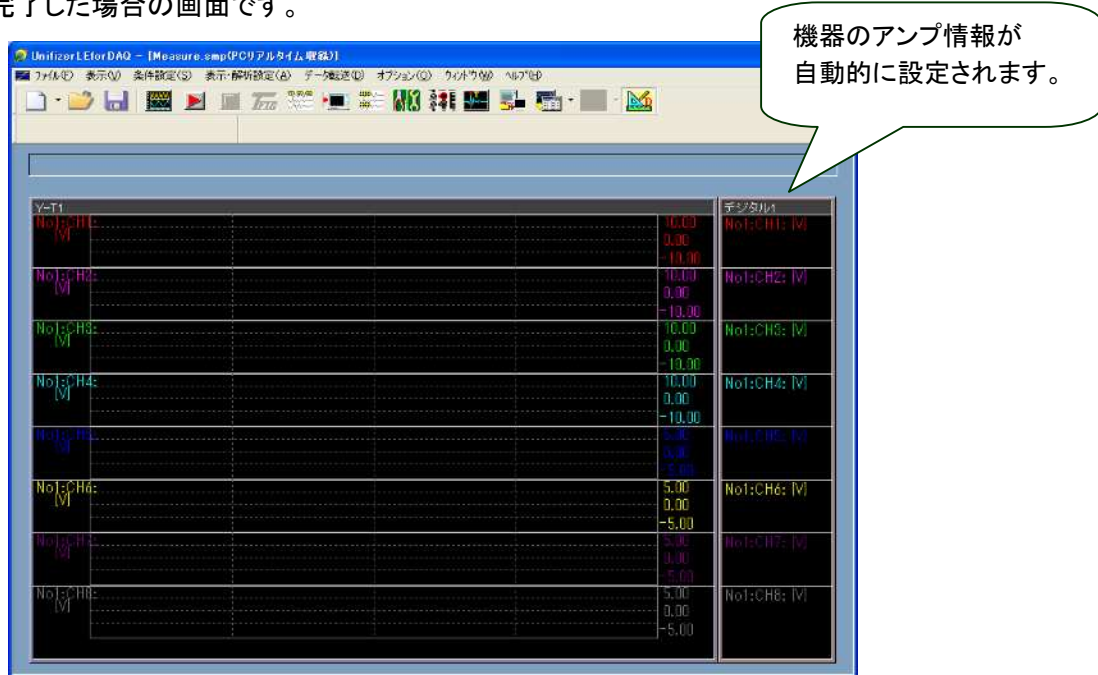 完了した場合の画面です。
機器のアンプ情報が
自動的に設定されます。
UnifizerLEforDAQ - [Measure.smp(PCリアルタイム収録)]
ファイル(F) 表示(V) 条件設定(S) 表示・解析設定(A) データ転送(D) オプション(O) ウィンドウ(W) ヘルプ(H)
Y-T1
デジタル1
No1:CH1:
[V]
10.00
0.00
-10.00
No1:CH1: [V]
No1:CH2:
[V]
10.00
0.00
-10.00
No1:CH2: [V]
No1:CH3:
[V]
10.00
0.00
-10.00
No1:CH3: [V]
No1:CH4:
[V]
10.00
0.00
-10.00
No1:CH4: [V]
No1:CH5:
[V]
5.00
0.00
-5.00
No1:CH5: [V]
No1:CH6:
[V]
5.00
0.00
-5.00
No1:CH6: [V]
No1:CH7:
[V]
5.00
0.00
-5.00
No1:CH7: [V]
No1:CH8:
[V]
5.00
0.00
-5.00
No1:CH8: [V]